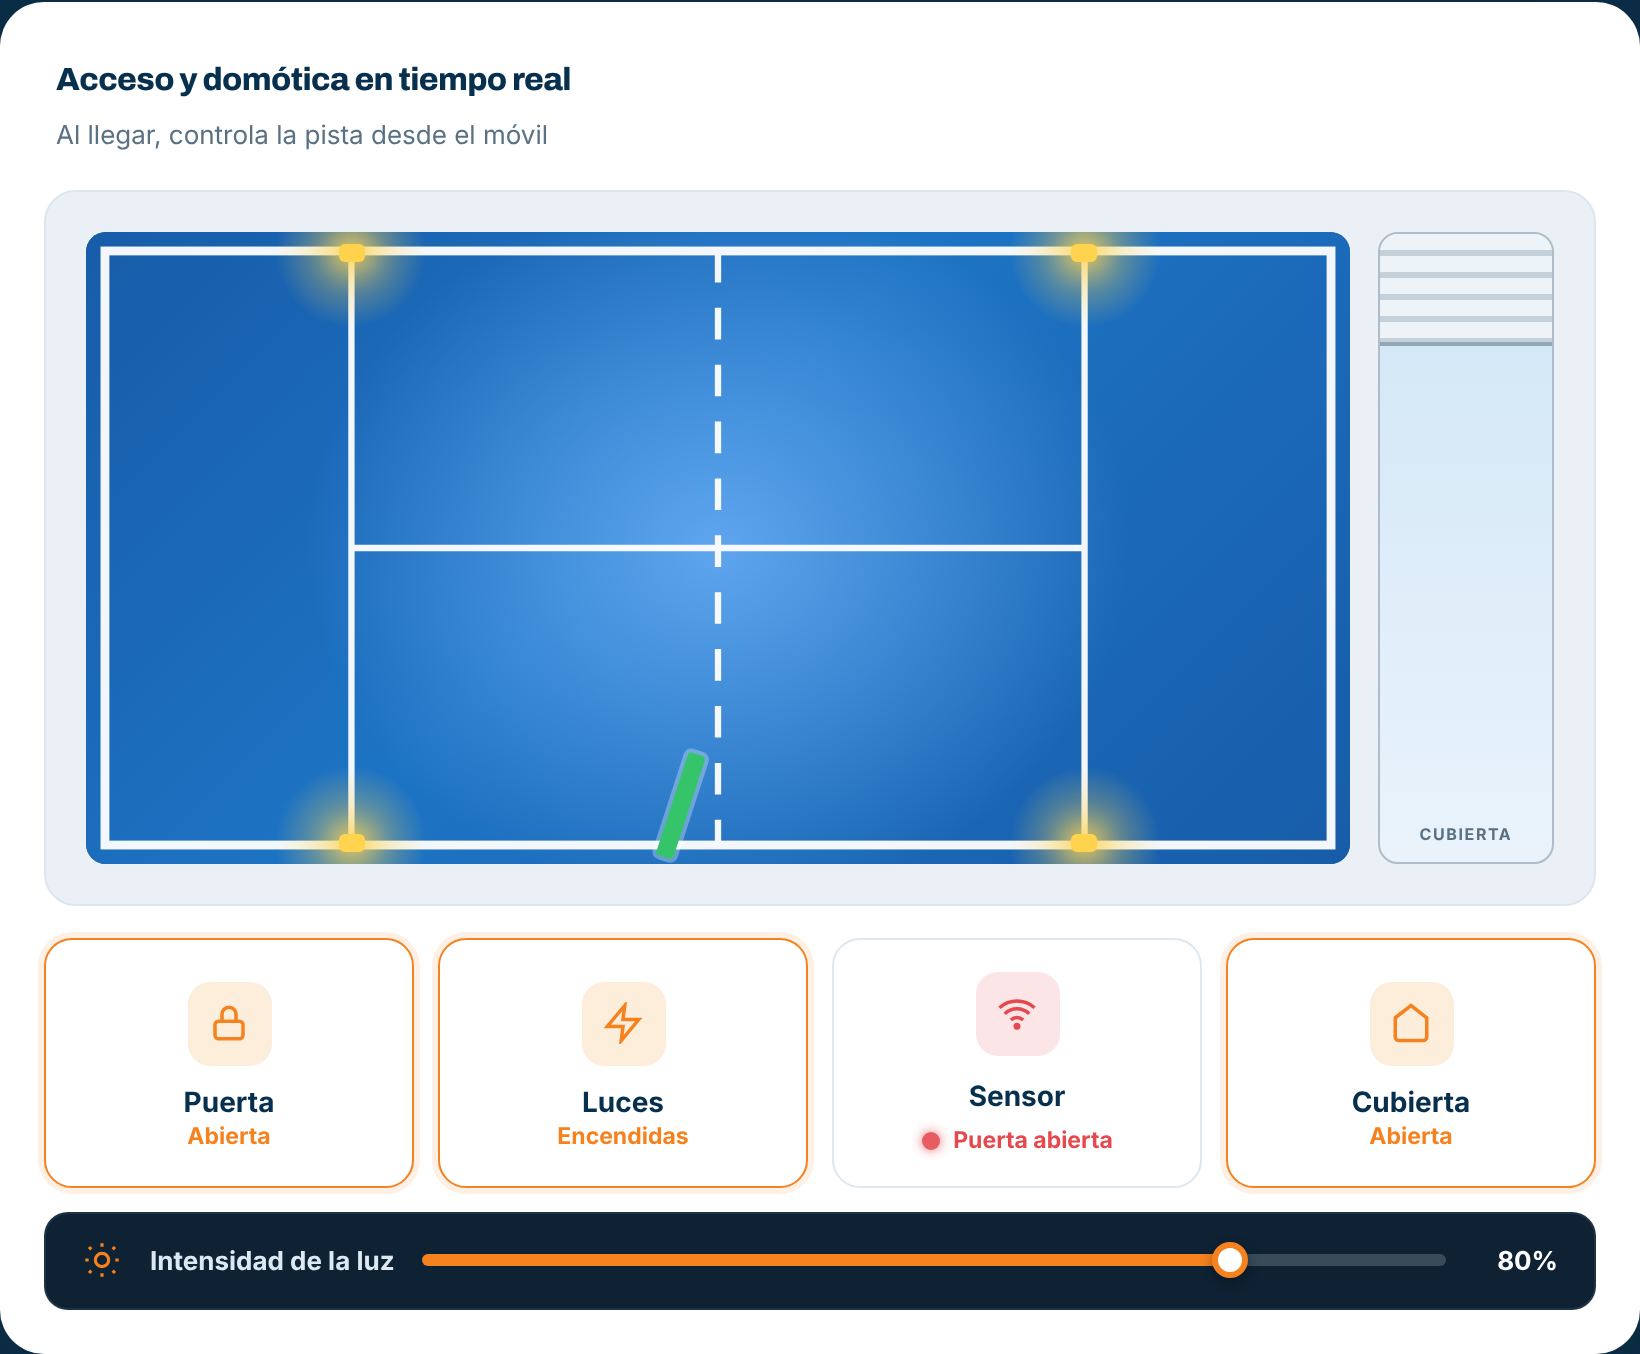 Acceso y domótica en tiempo real
Al llegar, controla la pista desde el móvil
CUBIERTA
Puerta
Abierta
Luces
Encendidas
Sensor
Puerta abierta
Cubierta
Abierta
Intensidad de la luz
80%